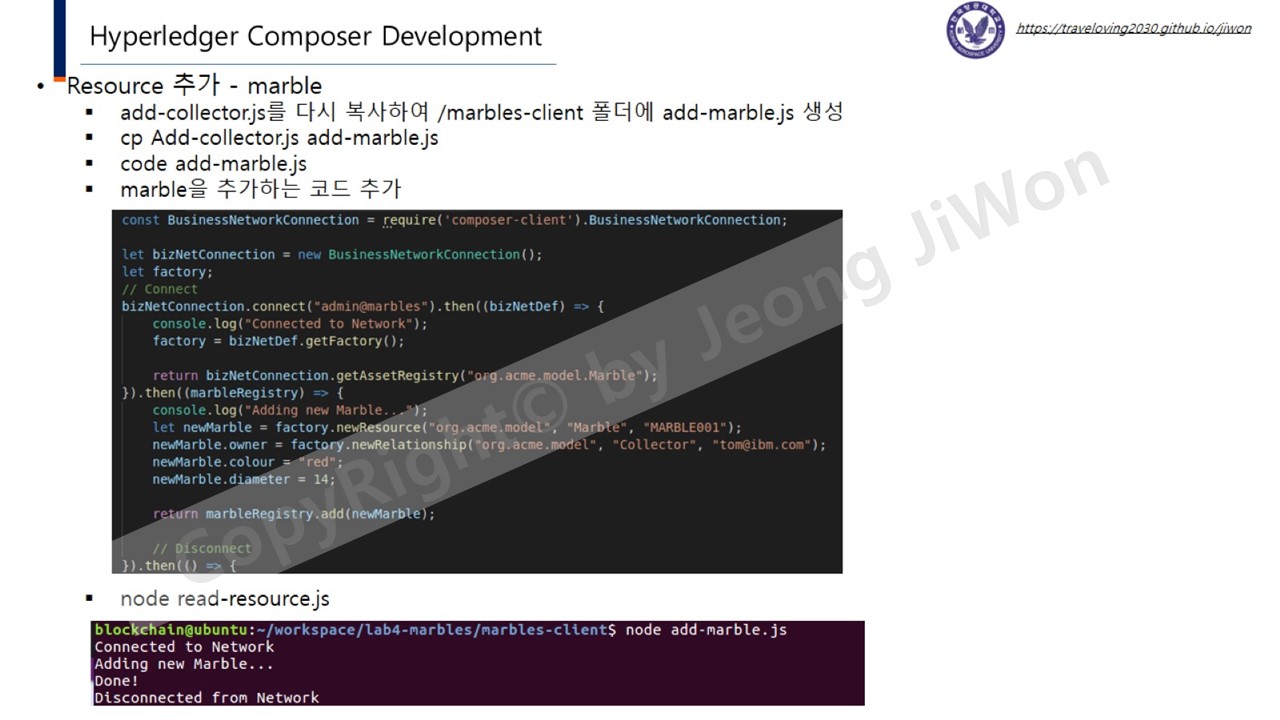 Hyperledger Composer Development
https://traveloving2030.github.io/jiwon
• Resource 추가 - marble
▪ add-collector.js를 다시 복사하여 /marbles-client 폴더에 add-marble.js 생성
▪ cp Add-collector.js add-marble.js
▪ code add-marble.js
▪ marble을 추가하는 코드 추가
const BusinessNetworkConnection = require('composer-client').BusinessNetworkConnection;
let bizNetConnection = new BusinessNetworkConnection();
let factory;
// Connect
bizNetConnection.connect("admin@marbles").then((bizNetDef) => {
    console.log("Connected to Network");
    factory = bizNetDef.getFactory();
    return bizNetConnection.getAssetRegistry("org.acme.model.Marble");
}).then((marbleRegistry) => {
    console.log("Adding new Marble...");
    let newMarble = factory.newResource("org.acme.model", "Marble", "MARBLE001");
    newMarble.owner = factory.newRelationship("org.acme.model", "Collector", "tom@ibm.com");
    newMarble.colour = "red";
    newMarble.diameter = 14;
    return marbleRegistry.add(newMarble);
    // Disconnect
}).then(() => {
CopyRight© by Jeong JiWon
▪ node read-resource.js
blockchain@ubuntu:~/workspace/lab4-marbles/marbles-client$ node add-marble.js
Connected to Network
Adding new Marble...
Done!
Disconnected from Network